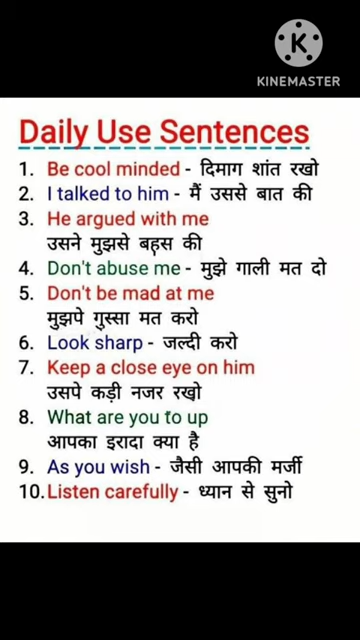 KINEMASTER
Daily Use Sentences
1. Be cool minded - दिमाग शांत रखो
2. I talked to him - मैं उससे बात की
3. He argued with me
उसने मुझसे बहस की
4. Don't abuse me - मुझे गाली मत दो
5. Don't be mad at me
मुझपे गुस्सा मत करो
6. Look sharp - जल्दी करो
7. Keep a close eye on him
उसपे कड़ी नजर रखो
8. What are you to up
आपका इरादा क्या है
9. As you wish - जैसी आपकी मर्जी
10. Listen carefully - ध्यान से सुनो